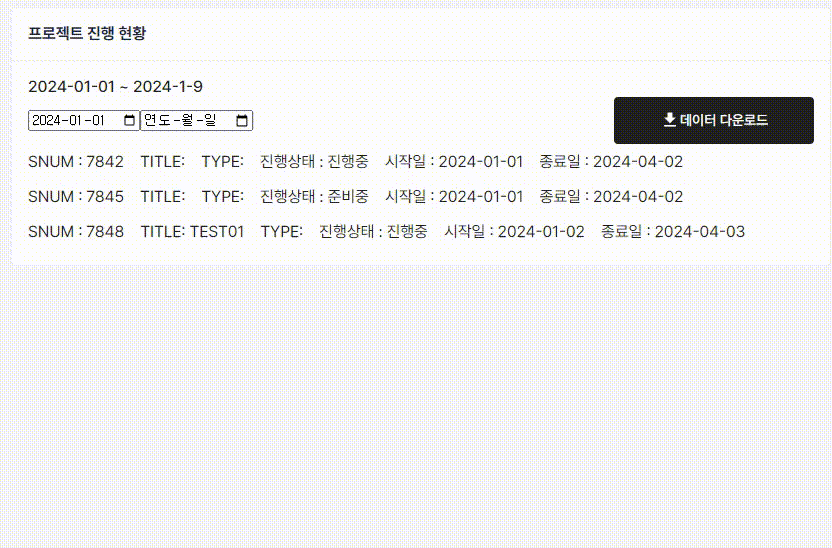 프로젝트 진행 현황
2024-01-01 ~ 2024-1-9
2024-01-01 연도-월-일 데이터 다운로드
SNUM : 7842 TITLE: TYPE: 진행상태 : 진행중 시작일 : 2024-01-01 종료일 : 2024-04-02
SNUM : 7845 TITLE: TYPE: 진행상태 : 준비중 시작일 : 2024-01-01 종료일 : 2024-04-02
SNUM : 7848 TITLE: TEST01 TYPE: 진행상태 : 진행중 시작일 : 2024-01-02 종료일 : 2024-04-03